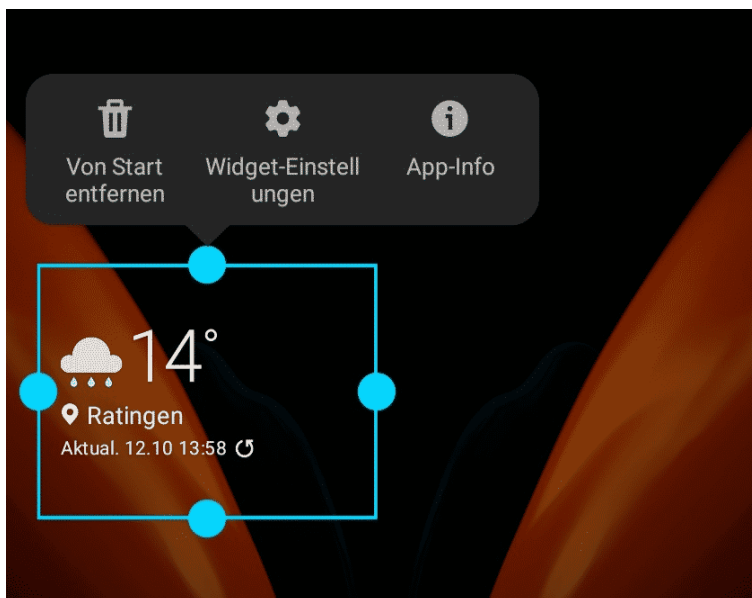 Von Start
entfernen
Widget-Einstell
ungen
App-Info
14°
Ratingen
Aktual. 12.10 13:58